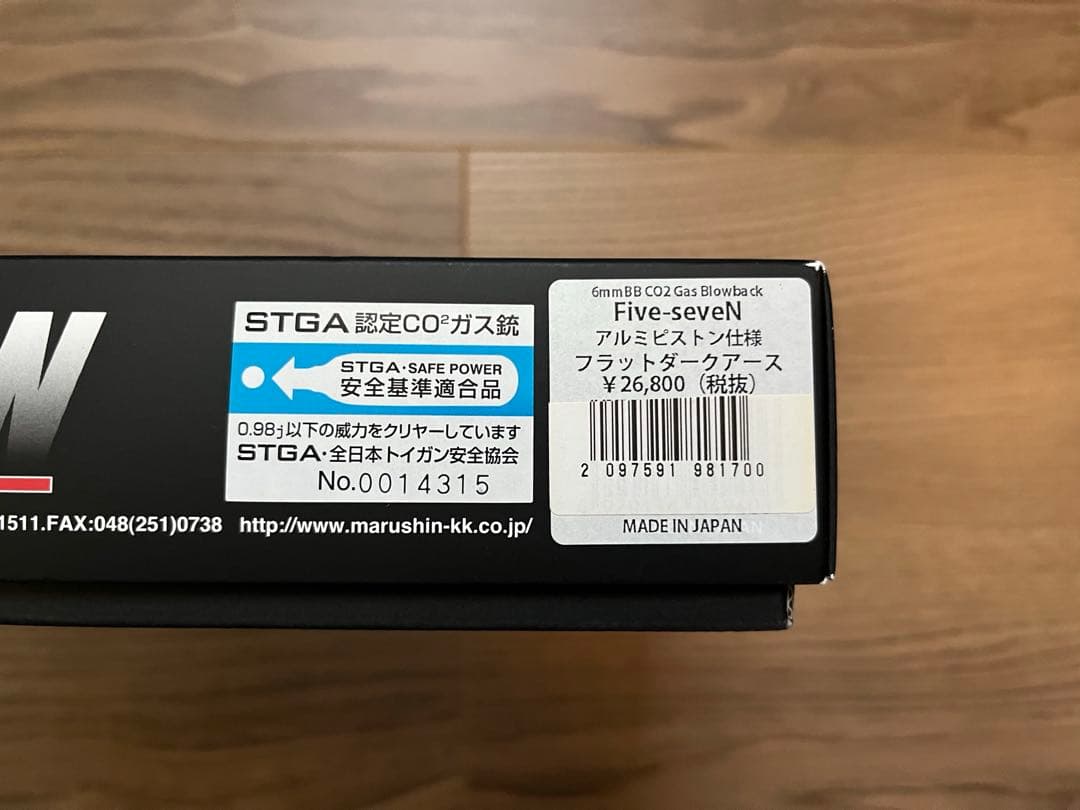 N
STGA 認定CO²ガス銃
STGA・SAFE POWER
安全基準適合品
0.98j以下の威力をクリヤーしています
STGA・全日本トイガン安全協会
No.0014315
1511.FAX:048(251)0738 http://www.marushin-kk.co.jp/
6mmBB CO2 Gas Blowback
Five-seveN
アルミピストン仕様
フラットダークアース
¥26,800（税抜）
2 097591 981700
MADE IN JAPAN